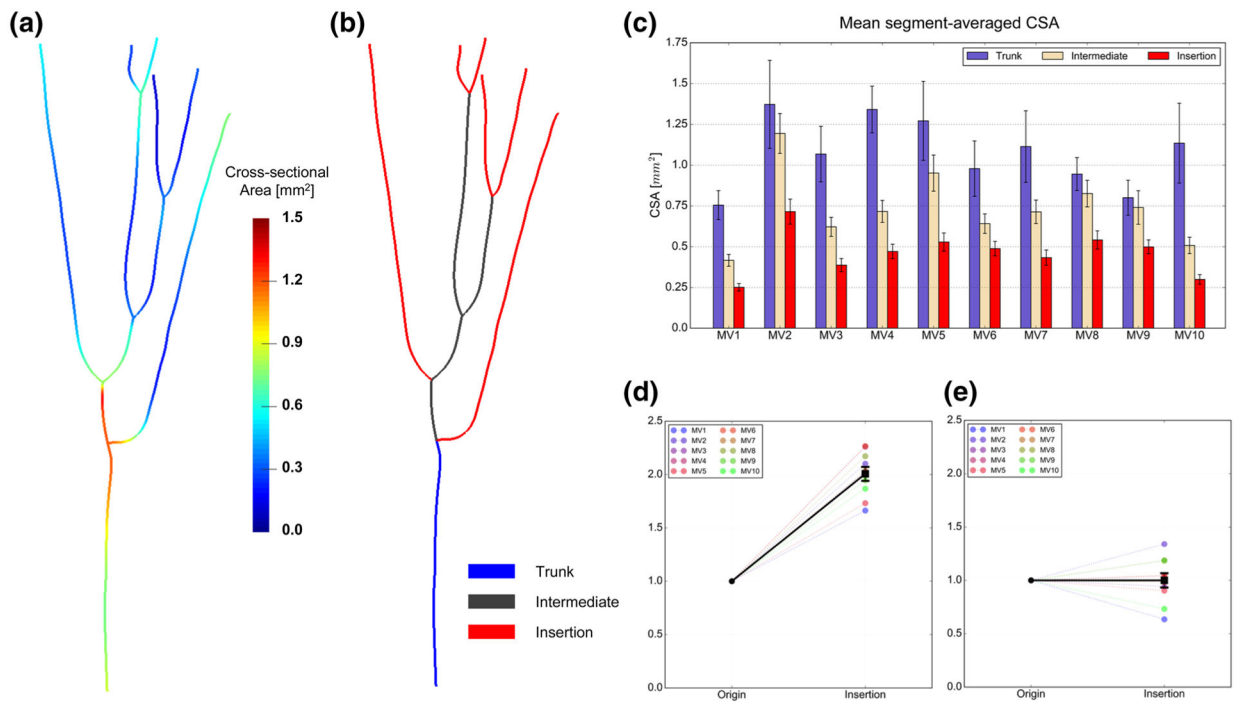 (a)
Cross-sectional
Area [mm²]
1.5
1.2
0.9
0.6
0.3
0.0
(b)
Trunk
Intermediate
Insertion
(c)
Mean segment-averaged CSA
Trunk Intermediate Insertion
CSA [mm²]
1.75
1.5
1.25
1.0
0.75
0.5
0.25
0.0
MV1 MV2 MV3 MV4 MV5 MV6 MV7 MV8 MV9 MV10
(d)
2.5
2.0
1.5
1.0
0.5
0.0
MV1 MV6
MV2 MV7
MV3 MV8
MV4 MV9
MV5 MV10
Origin Insertion
(e)
2.5
2.0
1.5
1.0
0.5
0.0
MV1 MV6
MV2 MV7
MV3 MV8
MV4 MV9
MV5 MV10
Origin Insertion